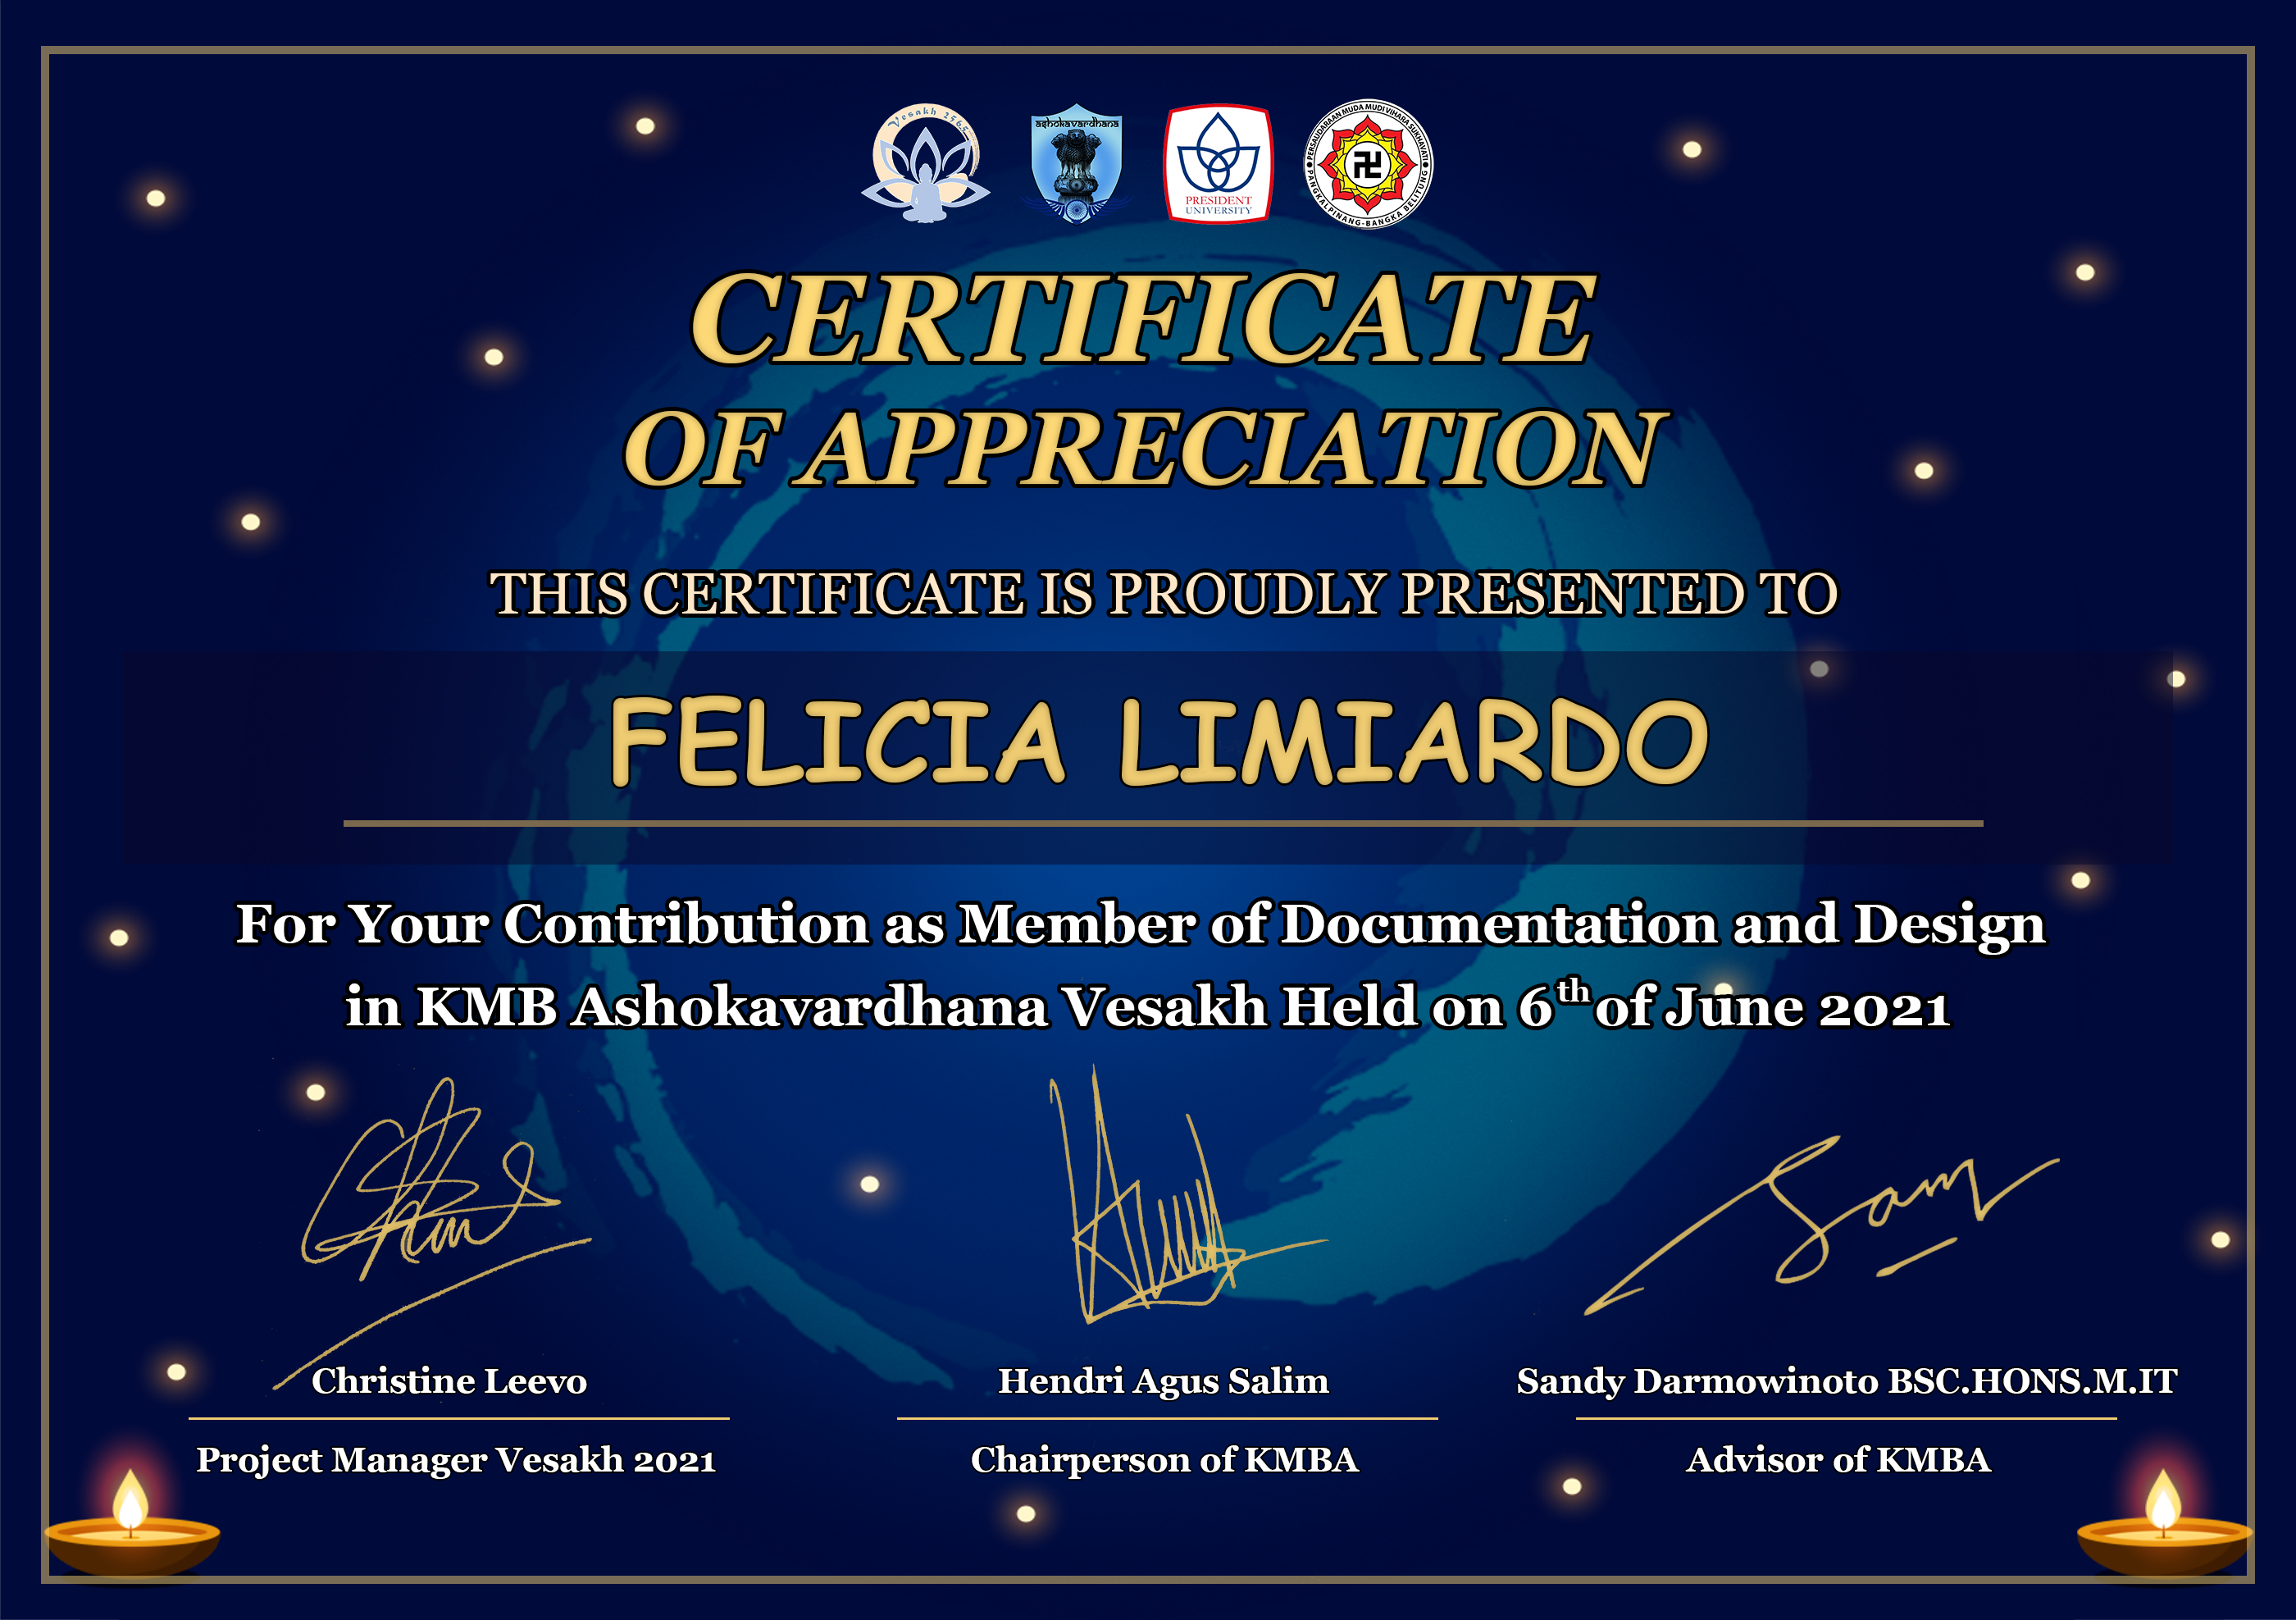 Vesakh 2565
ashokavardhana
PRESIDENT
UNIVERSITY
PERSAUDARAAN MUDA MUDI VIHARA SUKHAVATI
PANGKALPINANG-BANGKA BELITUNG
CERTIFICATE
OF APPRECIATION
THIS CERTIFICATE IS PROUDLY PRESENTED TO
FELICIA LIMIARDO
For Your Contribution as Member of Documentation and Design
in KMB Ashokavardhana Vesakh Held on 6th of June 2021
Christine Leevo
Project Manager Vesakh 2021
Hendri Agus Salim
Chairperson of KMBA
Sandy Darmowinoto BSC.HONS.M.IT
Advisor of KMBA